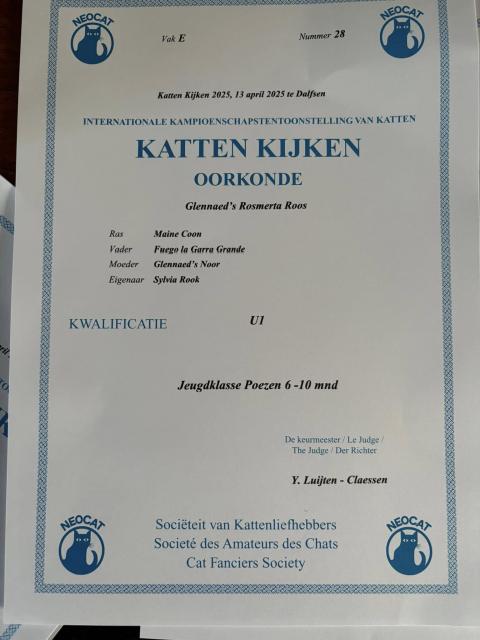 NEOCAT
NEOCAT
Vak E
Nummer 28
Katten Kijken 2025, 13 april 2025 te Dalfsen
INTERNATIONALE KAMPIOENSCHAPSTENTOONSTELLING VAN KATTEN
KATTEN KIJKEN
OORKONDE
Glennaed's Rosmerta Roos
Ras Maine Coon
Vader Fuego la Garra Grande
Moeder Glennaed's Noor
Eigenaar Sylvia Rook
KWALIFICATIE U1
Jeugdklasse Poezen 6 -10 mnd
De keurmeester / Le Judge /
The Judge / Der Richter
Y. Luijten - Claessen
NEOCAT
NEOCAT
Sociëteit van Kattenliefhebbers
Societé des Amateurs des Chats
Cat Fanciers Society